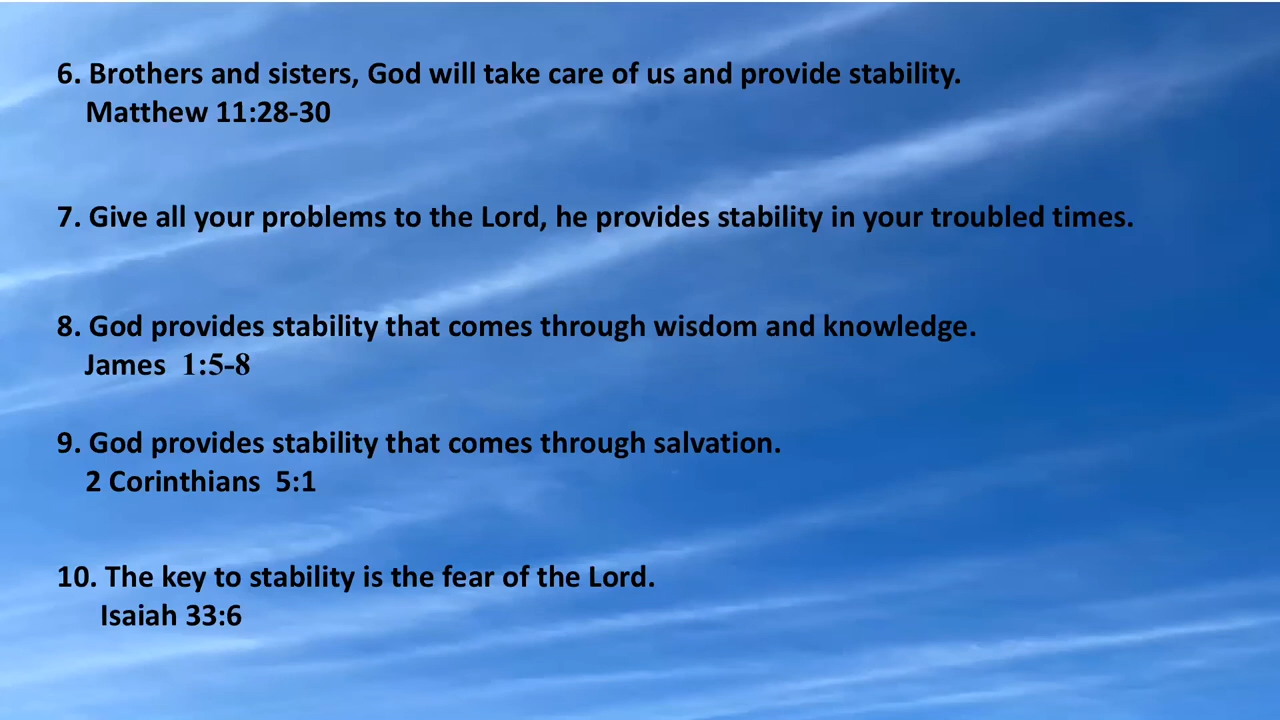 6. Brothers and sisters, God will take care of us and provide stability.
Matthew 11:28-30
7. Give all your problems to the Lord, he provides stability in your troubled times.
8. God provides stability that comes through wisdom and knowledge.
James 1:5-8
9. God provides stability that comes through salvation.
2 Corinthians 5:1
10. The key to stability is the fear of the Lord.
Isaiah 33:6